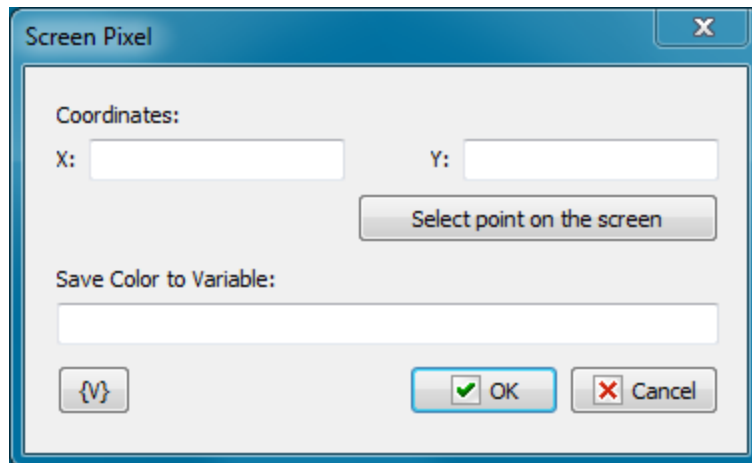 Screen Pixel
Coordinates:
X: Y:
Select point on the screen
Save Color to Variable:
{V} OK Cancel